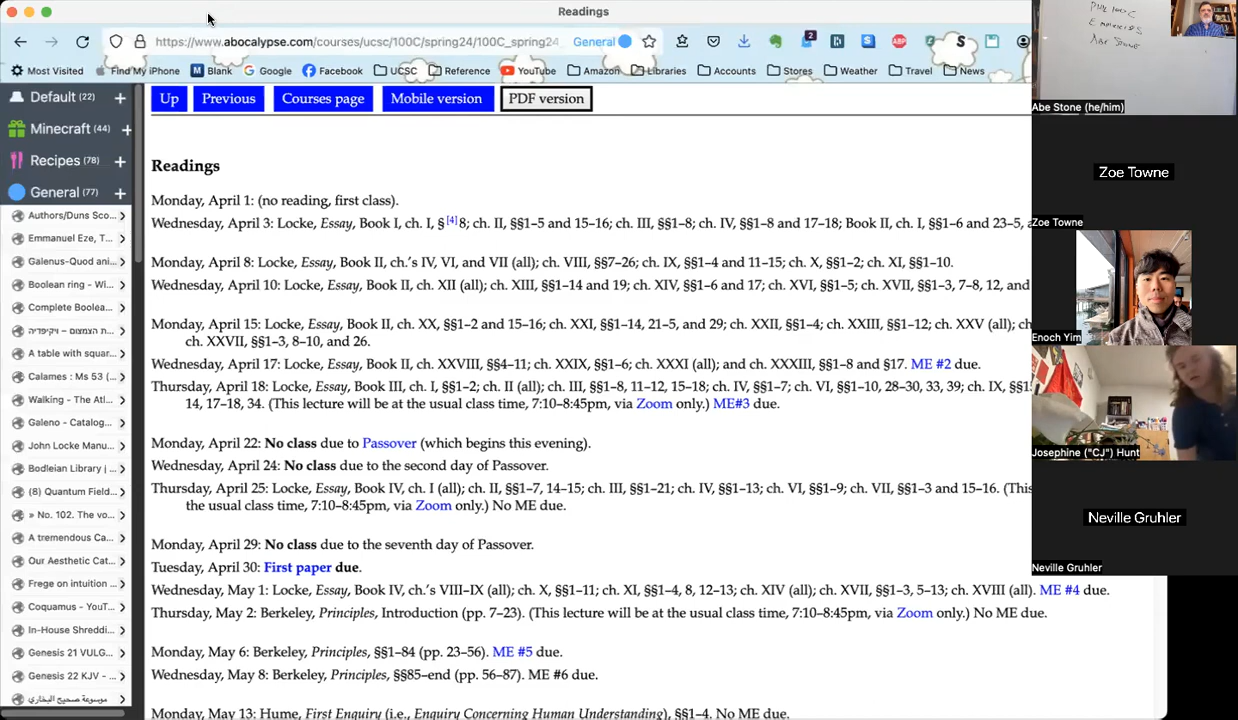 Readings
https://www.abocalypse.com/courses/ucsc/100C/spring24/100C_spring24
General
2
ABP
S
Most Visited
Find My iPhone
Blank
Google
Facebook
UCSC
Reference
YouTube
Amazon
Libraries
Accounts
Stores
Weather
Travel
News
Default (22) +
Minecraft (44) +
Recipes (78) +
General (77) +
Authors/Duns Sco...
Emmanuel Eze, T...
Galenus-Quod ani...
Boolean ring - Wi...
Complete Boolea...
רשימות הצמצום – ויקיפדיה
A table with squar...
Calames : Ms 53 (...
Walking - The Atl...
Galeno - Catalog...
John Locke Manu...
Bodleian Library | ...
(8) Quantum Field...
» No. 102. The vo...
A tremendous Ca...
Our Aesthetic Cat...
Frege on intuition ...
Coquamus - YouT...
In-House Shreddi...
Genesis 21 VULG...
Genesis 22 KJV - ...
موسوعة صحيح البخاري
Up
Previous
Courses page
Mobile version
PDF version
Readings
Monday, April 1: (no reading, first class).
Wednesday, April 3: Locke, Essay, Book I, ch. I, §[4]8; ch. II, §§1–5 and 15–16; ch. III, §§1–8; ch. IV, §§1–8 and 17–18; Book II, ch. I, §§1–6 and 23–5, a
Monday, April 8: Locke, Essay, Book II, ch.'s IV, VI, and VII (all); ch. VIII, §§7–26; ch. IX, §§1–4 and 11–15; ch. X, §§1–2; ch. XI, §§1–10.
Wednesday, April 10: Locke, Essay, Book II, ch. XII (all); ch. XIII, §§1–14 and 19; ch. XIV, §§1–6 and 17; ch. XVI, §§1–5; ch. XVII, §§1–3, 7–8, 12, and
Monday, April 15: Locke, Essay, Book II, ch. XX, §§1–2 and 15–16; ch. XXI, §§1–14, 21–5, and 29; ch. XXII, §§1–4; ch. XXIII, §§1–12; ch. XXV (all); ch
ch. XXVII, §§1–3, 8–10, and 26.
Wednesday, April 17: Locke, Essay, Book II, ch. XXVIII, §§4–11; ch. XXIX, §§1–6; ch. XXXI (all); and ch. XXXIII, §§1–8 and §17. ME #2 due.
Thursday, April 18: Locke, Essay, Book III, ch. I, §§1–2; ch. II (all); ch. III, §§1–8, 11–12, 15–18; ch. IV, §§1–7; ch. VI, §§1–10, 28–30, 33, 39; ch. IX, §§1
14, 17–18, 34. (This lecture will be at the usual class time, 7:10–8:45pm, via Zoom only.) ME#3 due.
Monday, April 22: No class due to Passover (which begins this evening).
Wednesday, April 24: No class due to the second day of Passover.
Thursday, April 25: Locke, Essay, Book IV, ch. I (all); ch. II, §§1–7, 14–15; ch. III, §§1–21; ch. IV, §§1–13; ch. VI, §§1–9; ch. VII, §§1–3 and 15–16. (This
the usual class time, 7:10–8:45pm, via Zoom only.) No ME due.
Monday, April 29: No class due to the seventh day of Passover.
Tuesday, April 30: First paper due.
Wednesday, May 1: Locke, Essay, Book IV, ch.'s VIII–IX (all); ch. X, §§1–11; ch. XI, §§1–4, 8, 12–13; ch. XIV (all); ch. XVII, §§1–3, 5–13; ch. XVIII (all). ME #4 due.
Thursday, May 2: Berkeley, Principles, Introduction (pp. 7–23). (This lecture will be at the usual class time, 7:10–8:45pm, via Zoom only.) No ME due.
Monday, May 6: Berkeley, Principles, §§1–84 (pp. 23–56). ME #5 due.
Wednesday, May 8: Berkeley, Principles, §§85–end (pp. 56–87). ME #6 due.
Monday, May 13: Hume, First Enquiry (i.e., Enquiry Concerning Human Understanding), §§1–4. No ME due.
PHIL 100C
EMPIRICISTS
ABE STONE
Abe Stone (he/him)
Zoe Towne
Zoe Towne
Enoch Yim
Josephine ("CJ") Hunt
Neville Gruhler
Neville Gruhler